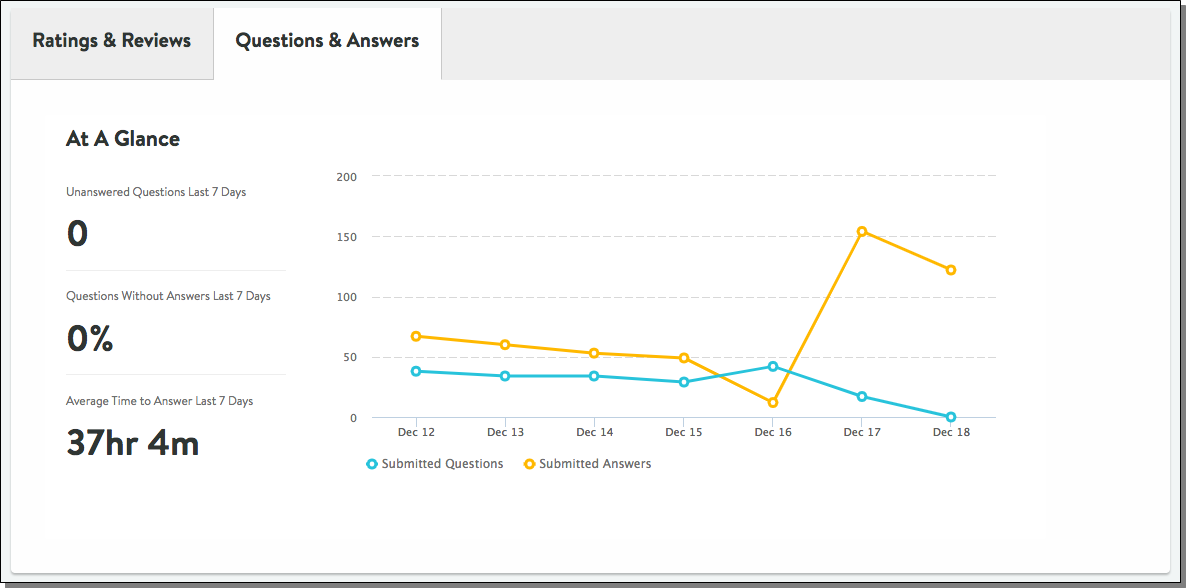 Ratings & Reviews
Questions & Answers
At A Glance
Unanswered Questions Last 7 Days
0
Questions Without Answers Last 7 Days
0%
Average Time to Answer Last 7 Days
37hr 4m
200
150
100
50
0
Dec 12 Dec 13 Dec 14 Dec 15 Dec 16 Dec 17 Dec 18
Submitted Questions Submitted Answers